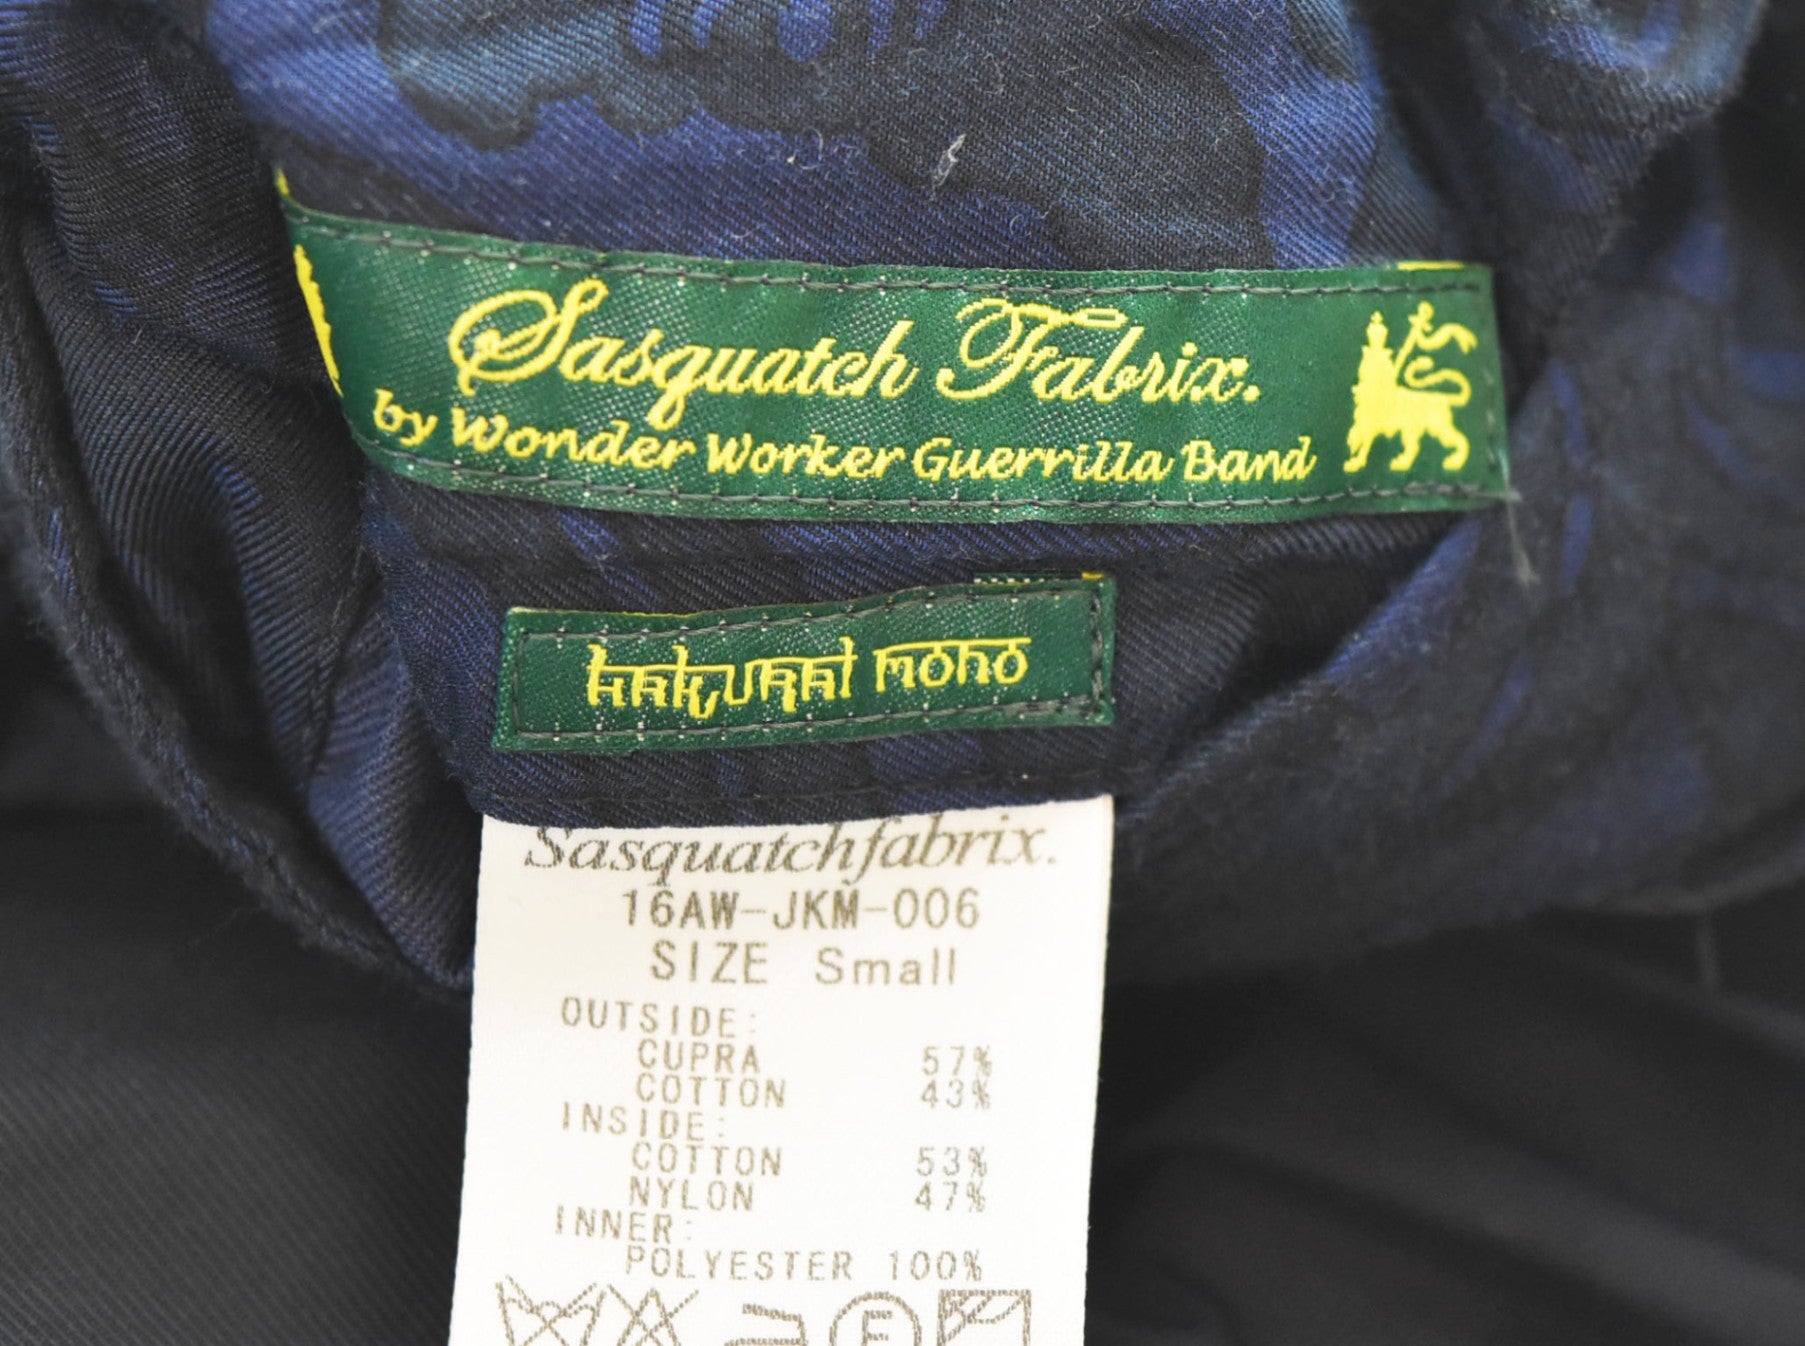 Sasquatch Fabrix.
by Wonder Worker Guerrilla Band
HAKURAI MONO
Sasquatchfabrix.
16AW-JKM-006
SIZE Small
OUTSIDE:
CUPRA 57%
COTTON 43%
INSIDE:
COTTON 53%
NYLON 47%
INNER:
POLYESTER 100%
F